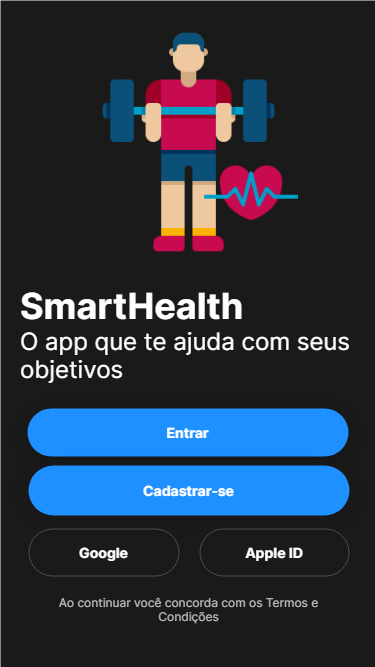 SmartHealth
O app que te ajuda com seus
objetivos
Entrar
Cadastrar-se
Google
Apple ID
Ao continuar você concorda com os Termos e
Condições